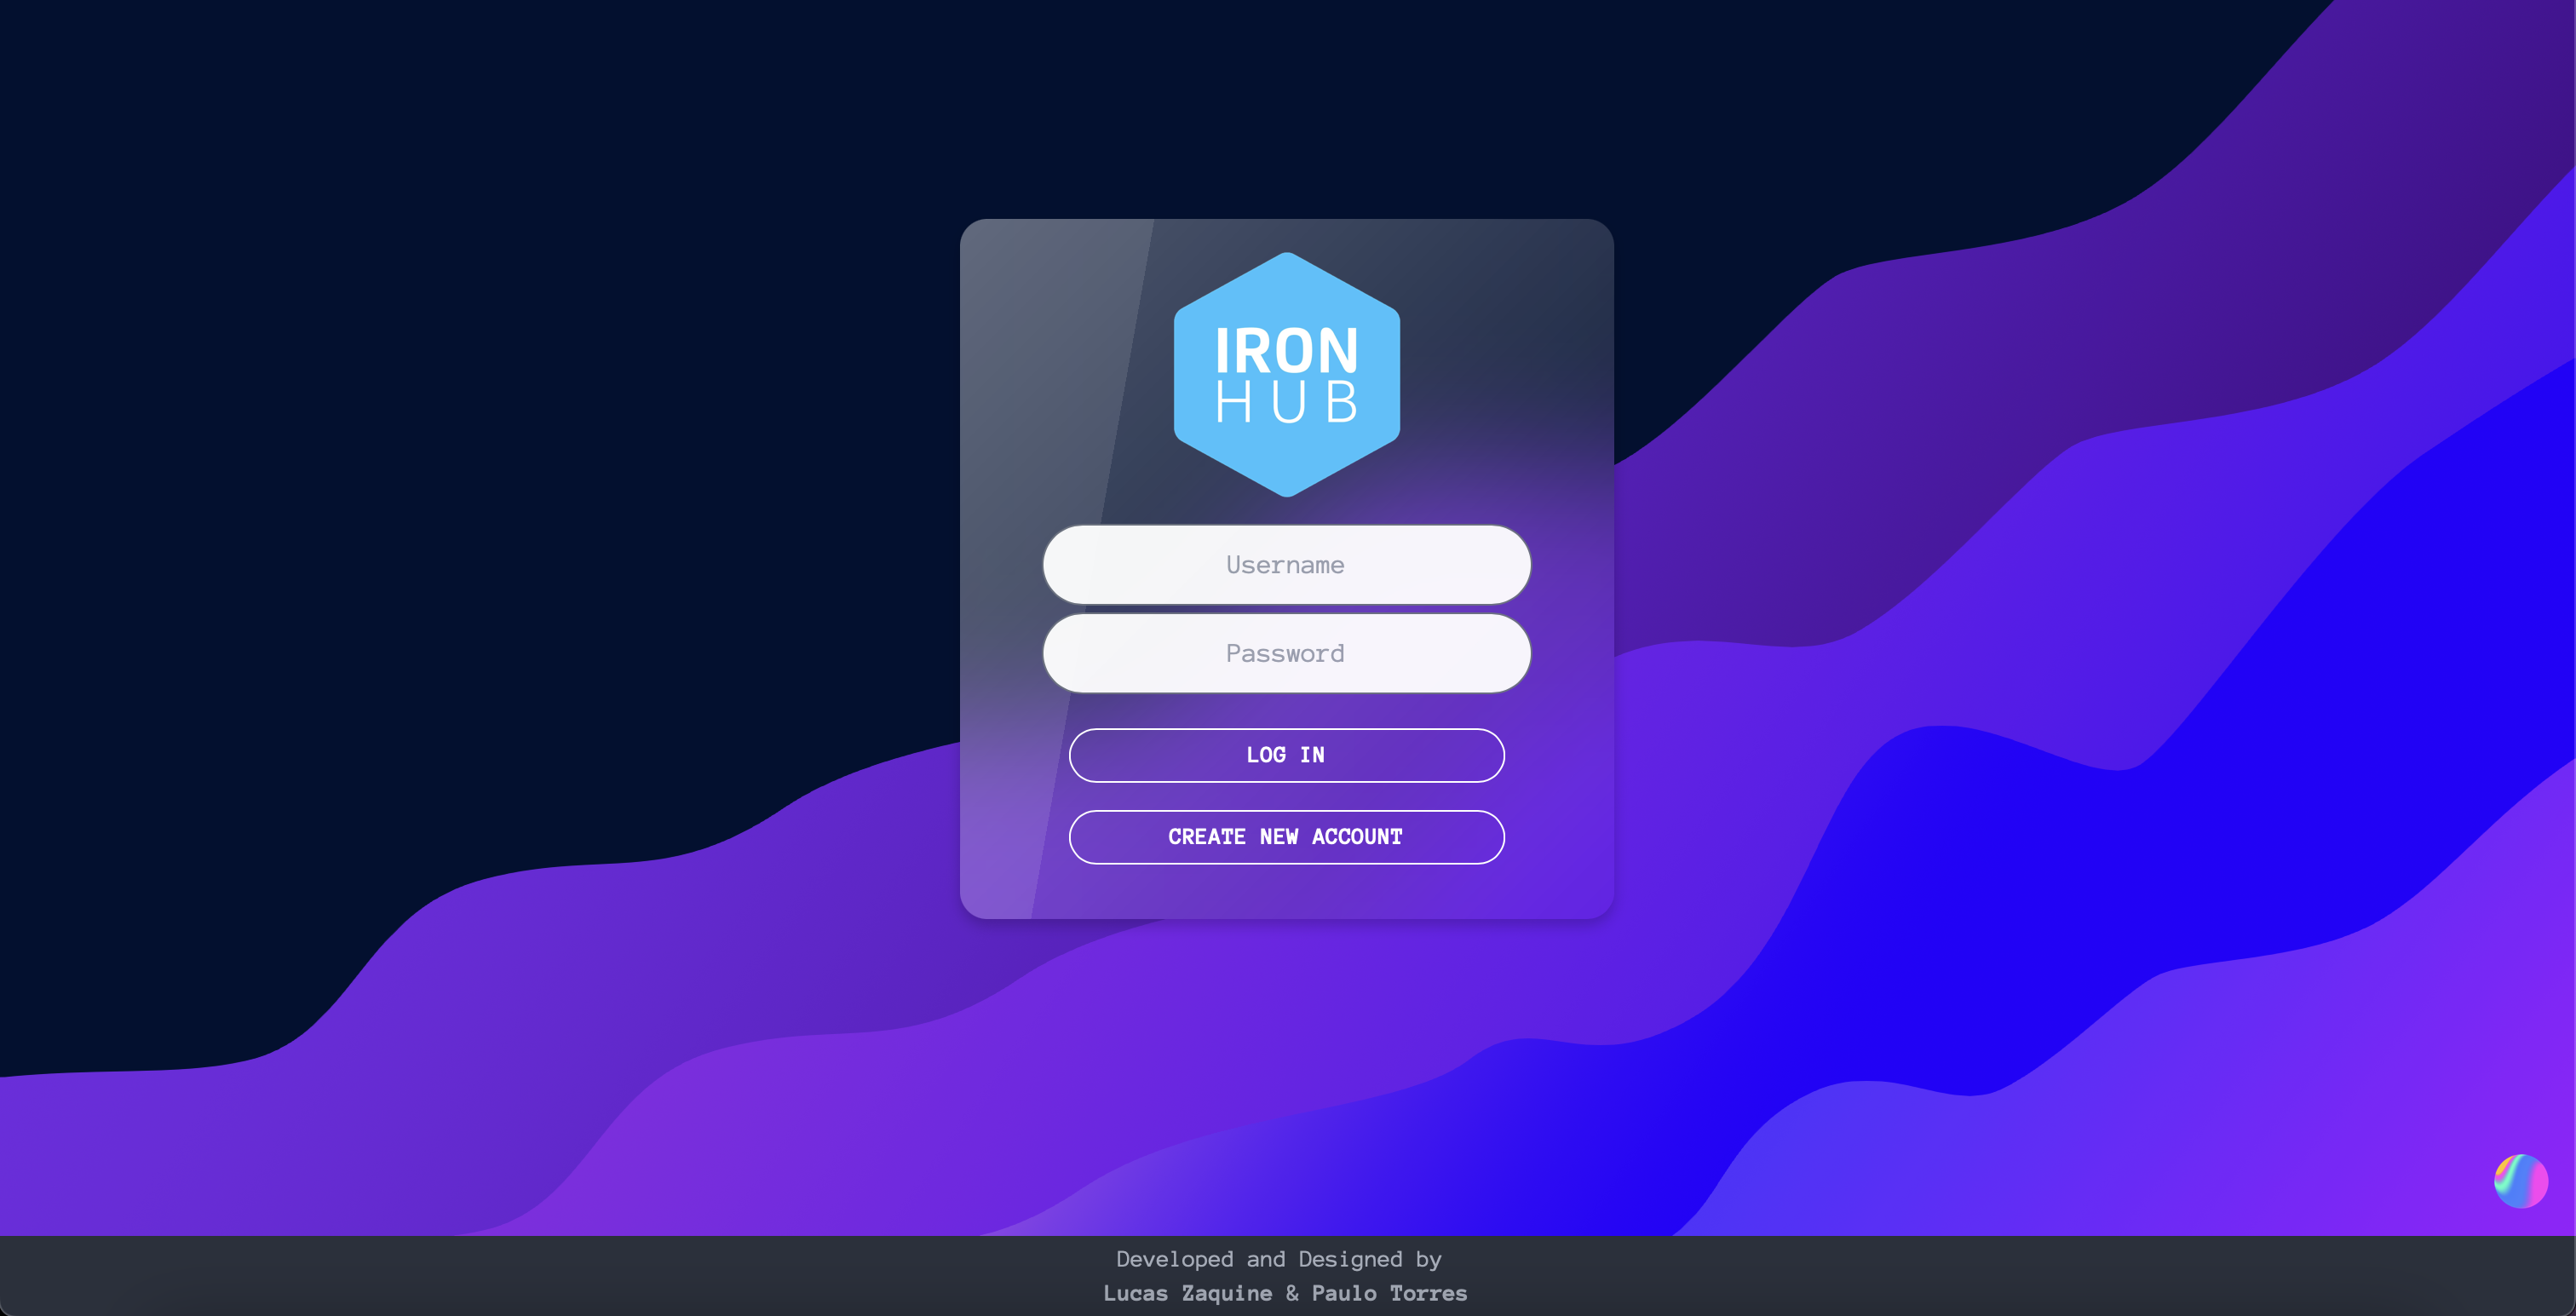 IRON
HUB
Username
Password
LOG IN
CREATE NEW ACCOUNT
Developed and Designed by
Lucas Zaquine & Paulo Torres